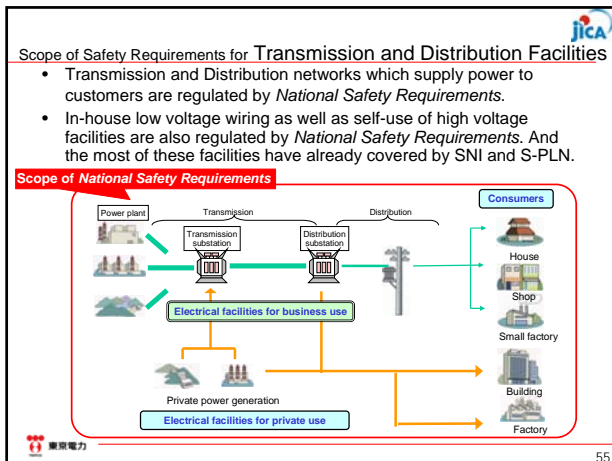 jICA
Scope of Safety Requirements for Transmission and Distribution Facilities
• Transmission and Distribution networks which supply power to
customers are regulated by National Safety Requirements.
• In-house low voltage wiring as well as self-use of high voltage
facilities are also regulated by National Safety Requirements. And
the most of these facilities have already covered by SNI and S-PLN.
Scope of National Safety Requirements
Consumers
Power plant
Transmission
Distribution
Transmission
substation
Distribution
substation
House
Shop
Electrical facilities for business use
Small factory
Building
Private power generation
Electrical facilities for private use
Factory
東京電力
55